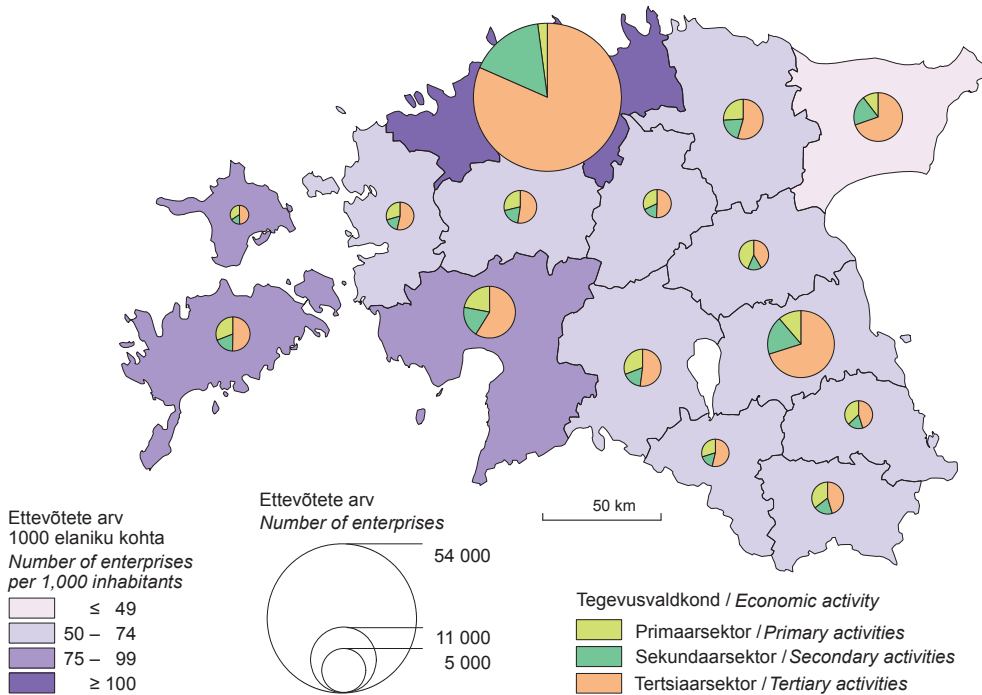 Ettevõtete arv
1000 elaniku kohta
Number of enterprises
per 1,000 inhabitants
≤ 49
50 – 74
75 – 99
≥ 100
Ettevõtete arv
Number of enterprises
54 000
11 000
5 000
50 km
Tegevusvaldkond / Economic activity
Primaarsektor / Primary activities
Sekundaarsektor / Secondary activities
Tertsiaarsektor / Tertiary activities